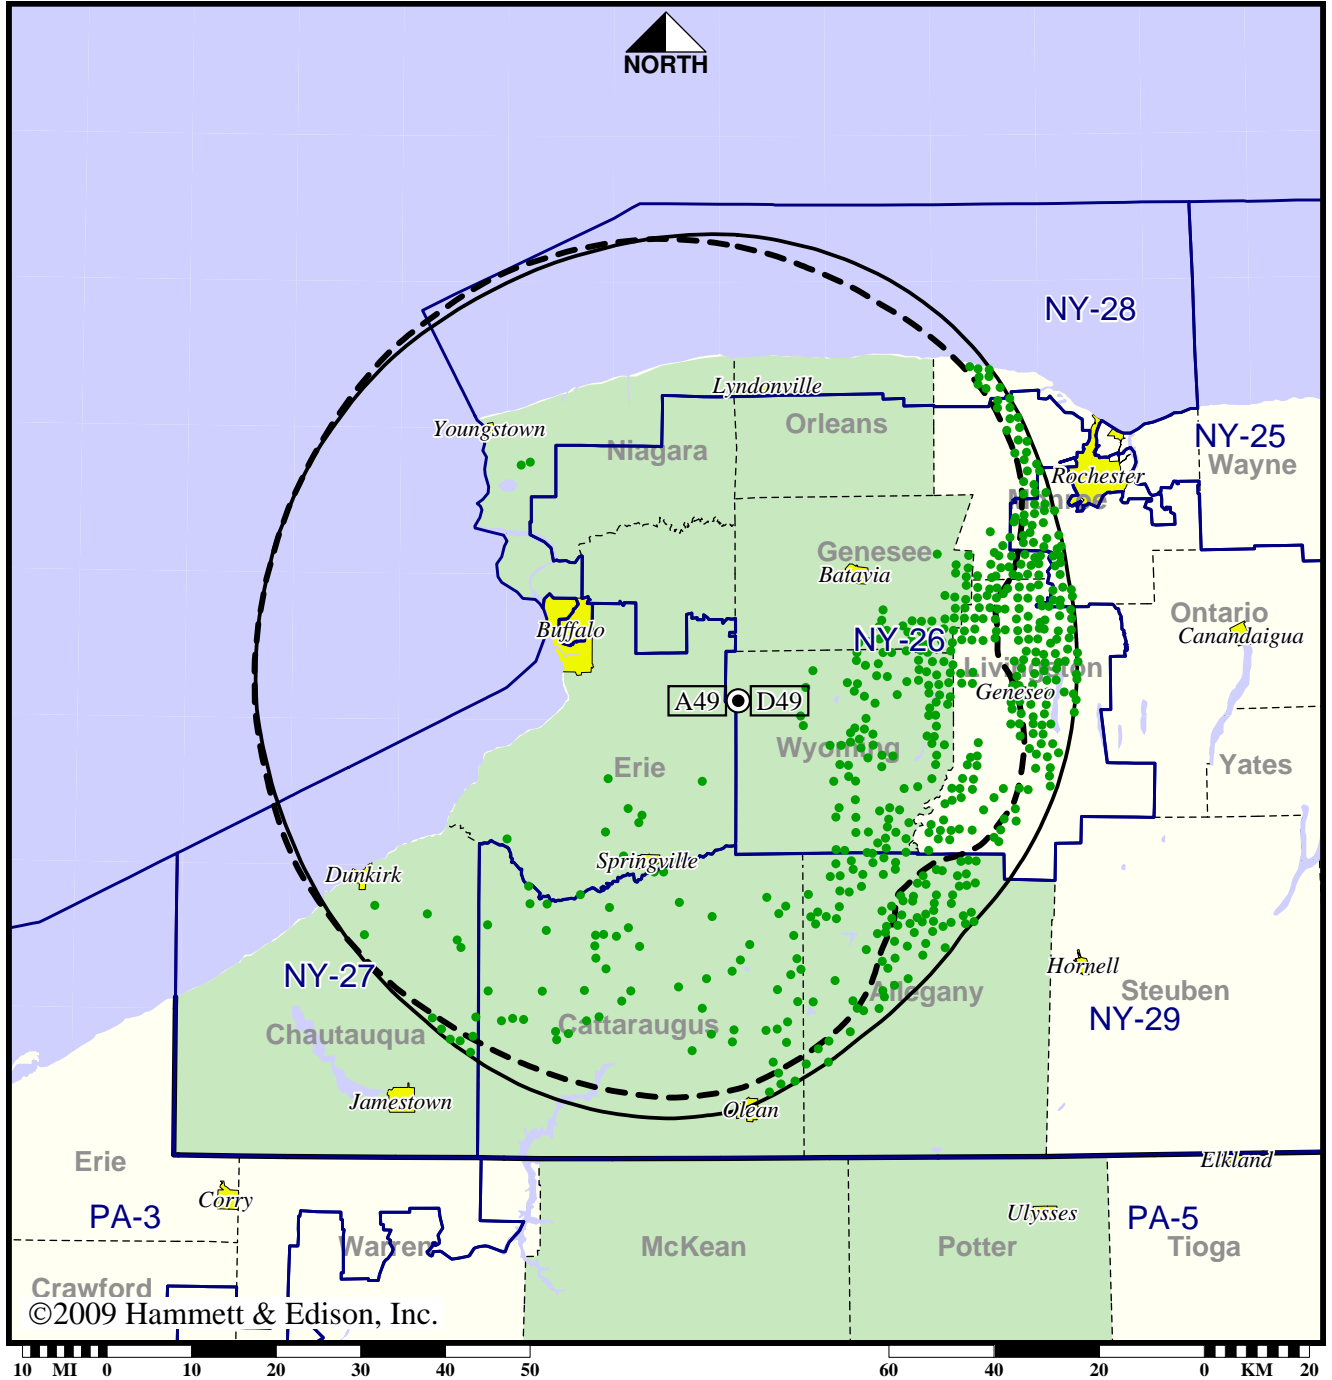 NORTH
NY-28
Lyndonville
Youngstown
Orleans
NY-25
Niagara
Wayne
Rochester
Monroe
Genesee
Batavia
Ontario
Buffalo
NY-26
Canandaigua
Livingston
Geneseo
A49
D49
Wyoming
Erie
Yates
Springville
Dunkirk
Hornell
NY-27
Allegany
Steuben
Cattaraugus
NY-29
Chautauqua
Jamestown
Olean
Erie
Elkland
Corry
PA-3
Ulysses
PA-5
Warren
McKean
Potter
Tioga
Crawford
©2009 Hammett & Edison, Inc.
10 MI 0 10 20 30 40 50
60 40 20 0 KM 20